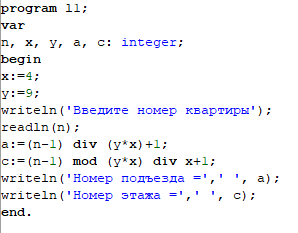 program l1;
var
n, x, y, a, c: integer;
begin
x:=4;
y:=9;
writeln('Введите номер квартиры');
readln(n);
a:=(n-1) div (y*x)+1;
c:=(n-1) mod (y*x) div x+1;
writeln('Номер подъезда =',' ', a);
writeln('Номер этажа =',' ', c);
end.